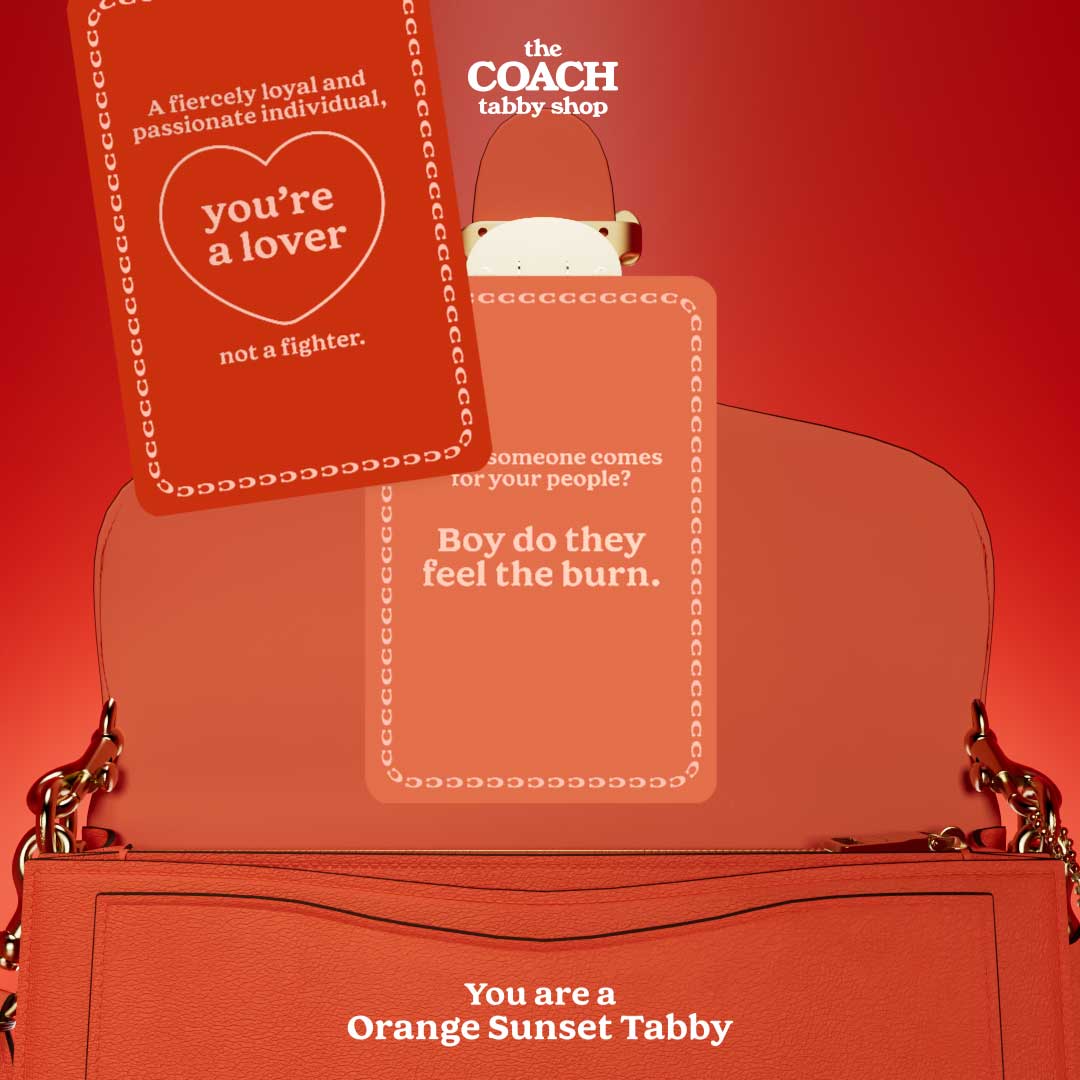 the
COACH
tabby shop
A fiercely loyal and
passionate individual,
you're
a lover
not a fighter.
someone comes
for your people?
Boy do they
feel the burn.
You are a
Orange Sunset Tabby